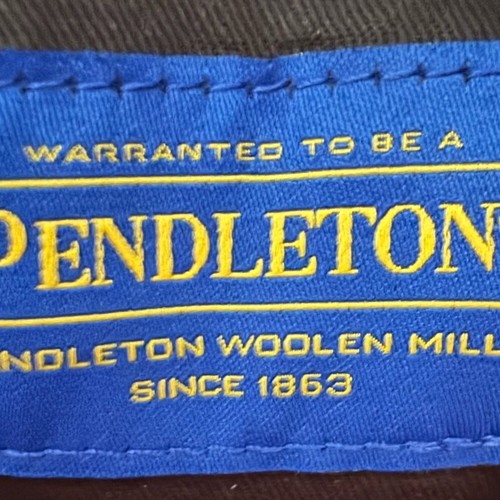 WARRANTED TO BE A
PENDLETON
NDLETON WOOLEN MILL
SINCE 1863